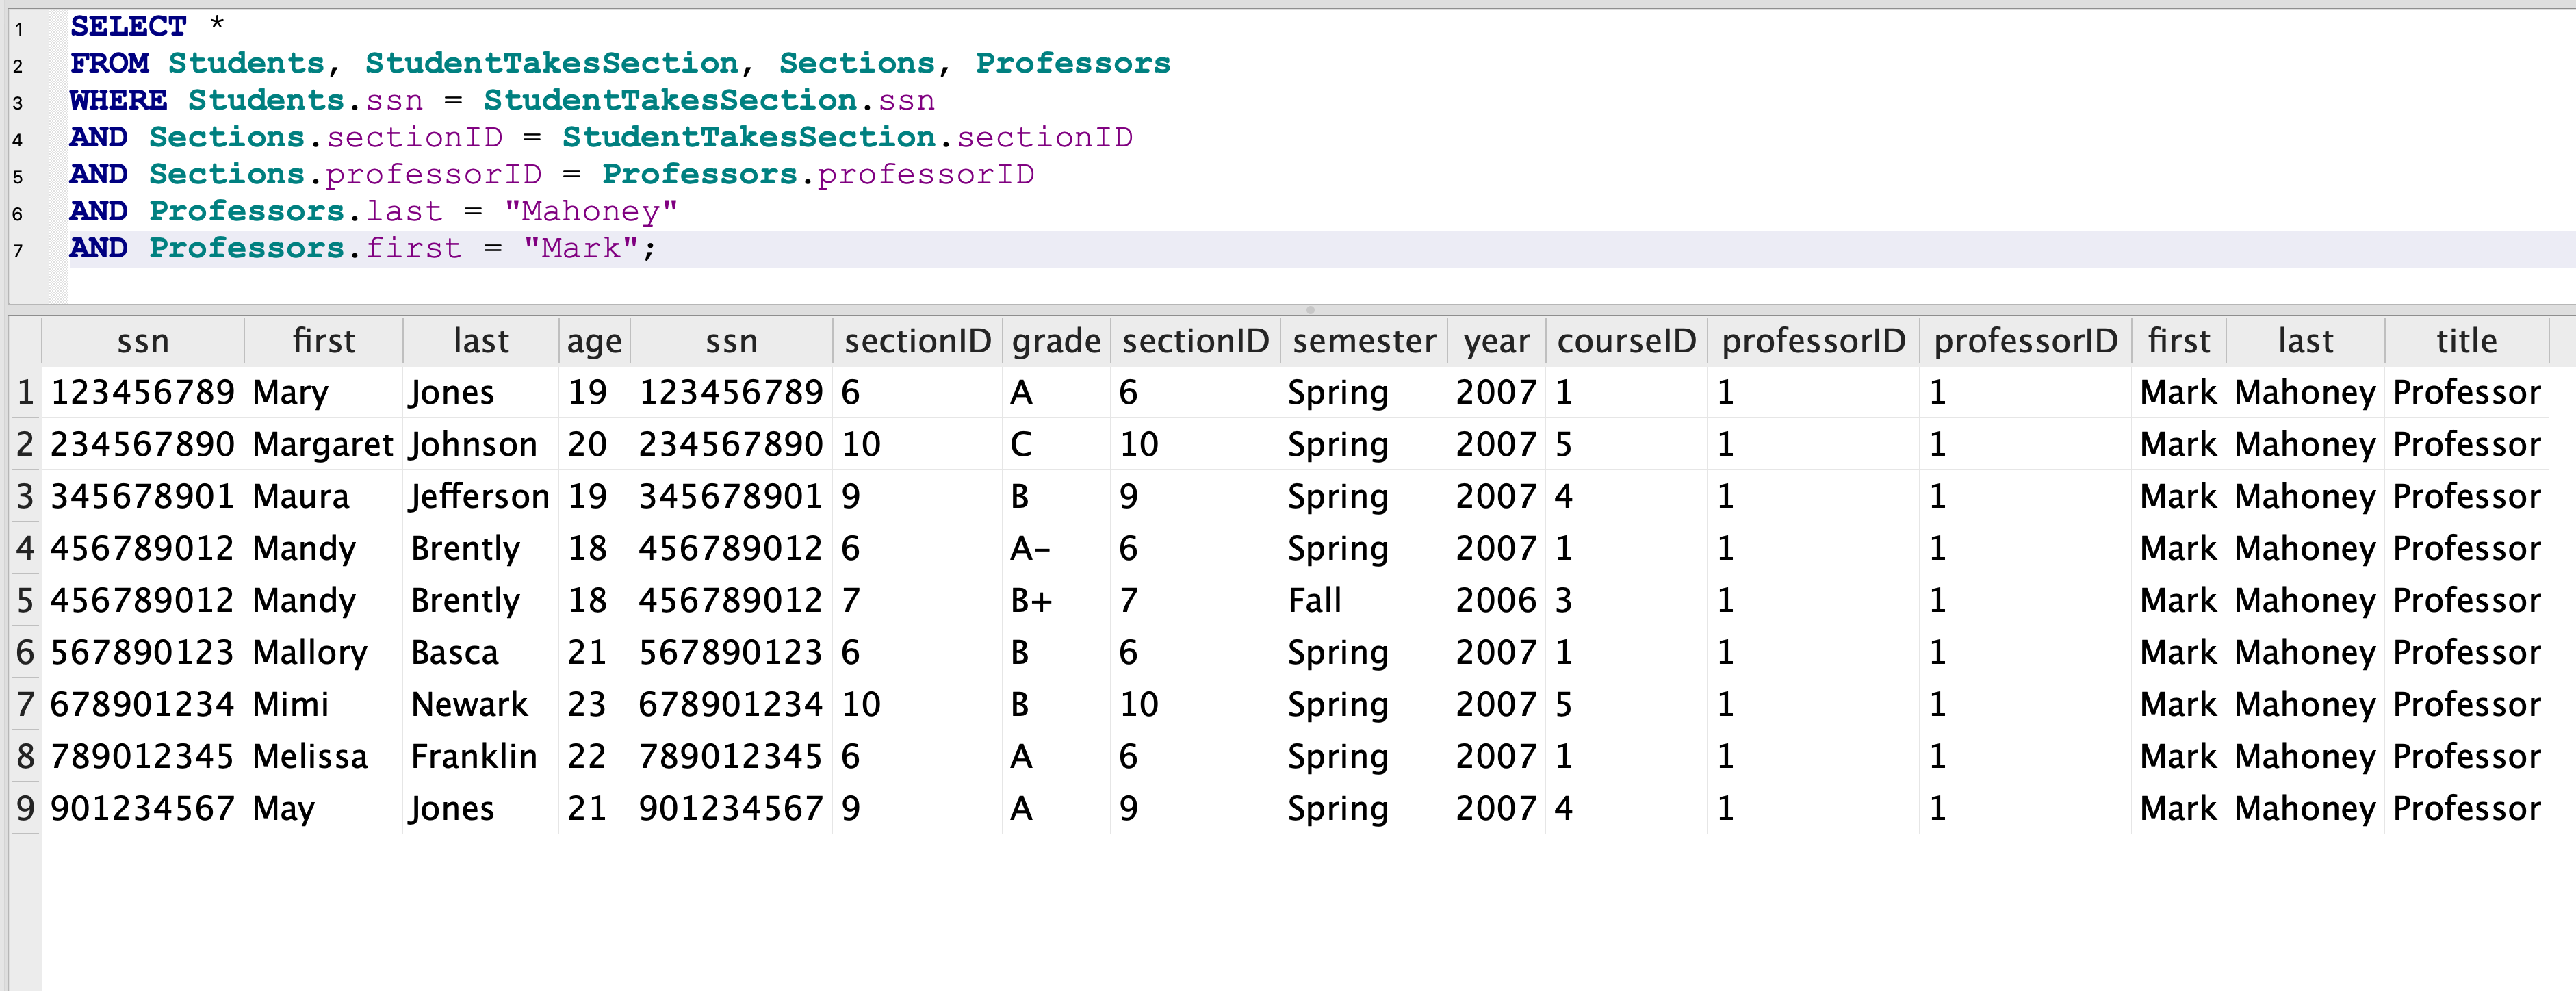 1 SELECT *
2 FROM Students, StudentTakesSection, Sections, Professors
3 WHERE Students.ssn = StudentTakesSection.ssn
4 AND Sections.sectionID = StudentTakesSection.sectionID
5 AND Sections.professorID = Professors.professorID
6 AND Professors.last = "Mahoney"
7 AND Professors.first = "Mark";
ssn first last age ssn sectionID grade sectionID semester year courseID professorID professorID first last title
1 123456789 Mary Jones 19 123456789 6 A 6 Spring 2007 1 1 1 Mark Mahoney Professor
2 234567890 Margaret Johnson 20 234567890 10 C 10 Spring 2007 5 1 1 Mark Mahoney Professor
3 345678901 Maura Jefferson 19 345678901 9 B 9 Spring 2007 4 1 1 Mark Mahoney Professor
4 456789012 Mandy Brently 18 456789012 6 A- 6 Spring 2007 1 1 1 Mark Mahoney Professor
5 456789012 Mandy Brently 18 456789012 7 B+ 7 Fall 2006 3 1 1 Mark Mahoney Professor
6 567890123 Mallory Basca 21 567890123 6 B 6 Spring 2007 1 1 1 Mark Mahoney Professor
7 678901234 Mimi Newark 23 678901234 10 B 10 Spring 2007 5 1 1 Mark Mahoney Professor
8 789012345 Melissa Franklin 22 789012345 6 A 6 Spring 2007 1 1 1 Mark Mahoney Professor
9 901234567 May Jones 21 901234567 9 A 9 Spring 2007 4 1 1 Mark Mahoney Professor